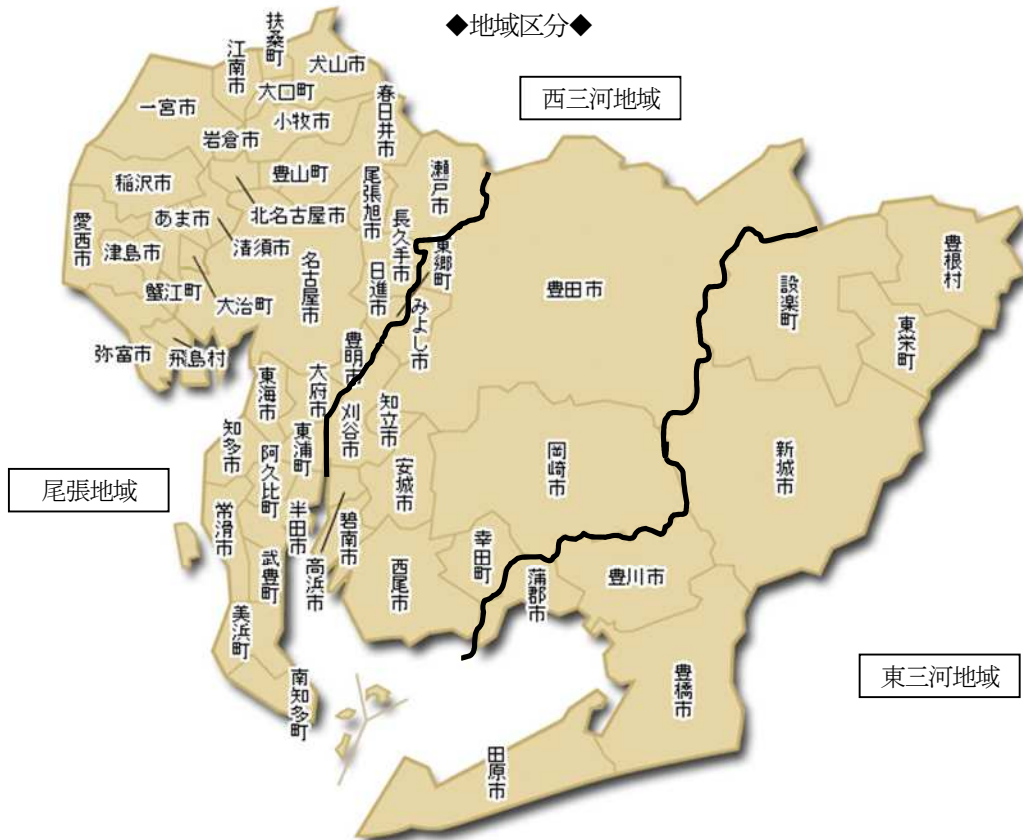 ◆地域区分◆
西三河地域
尾張地域
東三河地域
扶桑町
江南市
犬山市
大口町
一宮市
小牧市
春日井市
岩倉市
稲沢市
豊山町
瀬戸市
尾張旭市
北名古屋市
あま市
愛西市
清須市
長久手市
東郷町
津島市
名古屋市
日進市
蟹江町
大治町
みよし市
豊田市
設楽町
豊根村
東栄町
弥富市
飛島村
豊明市
東海市
大府市
刈谷市
知立市
知多市
東浦町
阿久比町
安城市
岡崎市
新城市
常滑市
半田市
碧南市
高浜市
武豊町
西尾市
幸田町
蒲郡市
豊川市
美浜町
南知多町
豊橋市
田原市